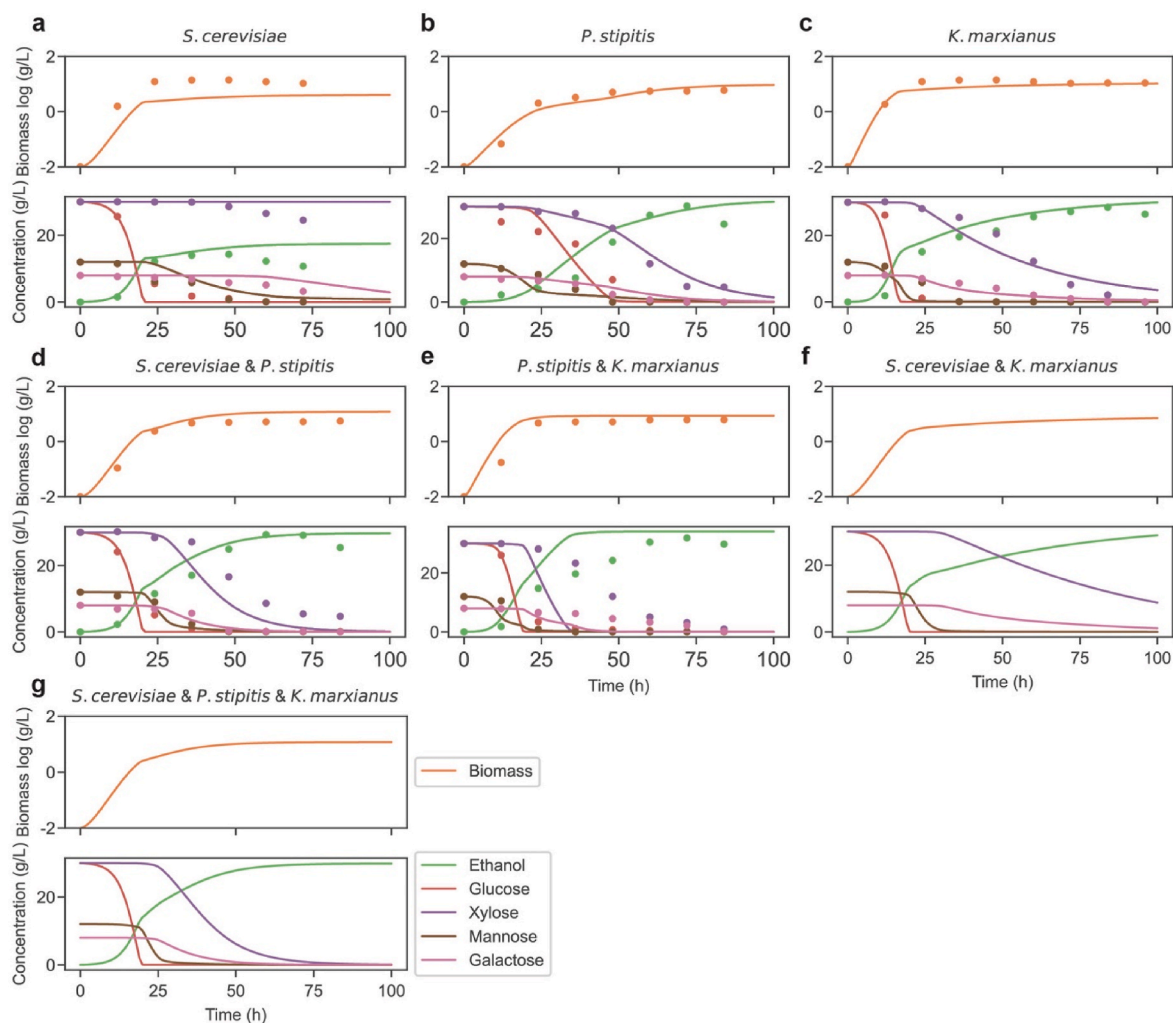 a
S. cerevisiae
b
P. stipitis
c
K. marxianus
Biomass log (g/L)
2
0
-2
2
0
-2
2
0
-2
Concentration (g/L)
20
0
20
0
20
0
0 25 50 75 100
0 25 50 75 100
0 25 50 75 100
d
S. cerevisiae & P. stipitis
e
P. stipitis & K. marxianus
f
S. cerevisiae & K. marxianus
Biomass log (g/L)
2
0
-2
2
0
-2
2
0
-2
Concentration (g/L)
20
0
20
0
20
0
0 25 50 75 100
0 25 50 75 100
0 25 50 75 100
Time (h)
Time (h)
g
S. cerevisiae & P. stipitis & K. marxianus
Biomass log (g/L)
2
0
-2
Biomass
Concentration (g/L)
20
0
0 25 50 75 100
Time (h)
Ethanol
Glucose
Xylose
Mannose
Galactose